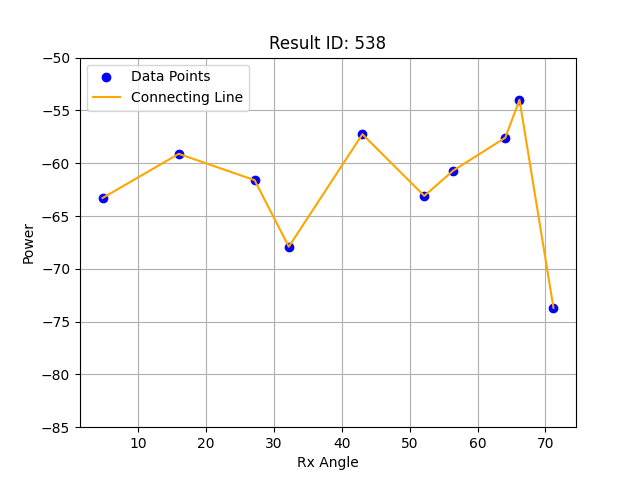 Result ID: 538
Data Points
Connecting Line
−50
−55
−60
−65
−70
−75
−80
−85
Power
10 20 30 40 50 60 70
Rx Angle